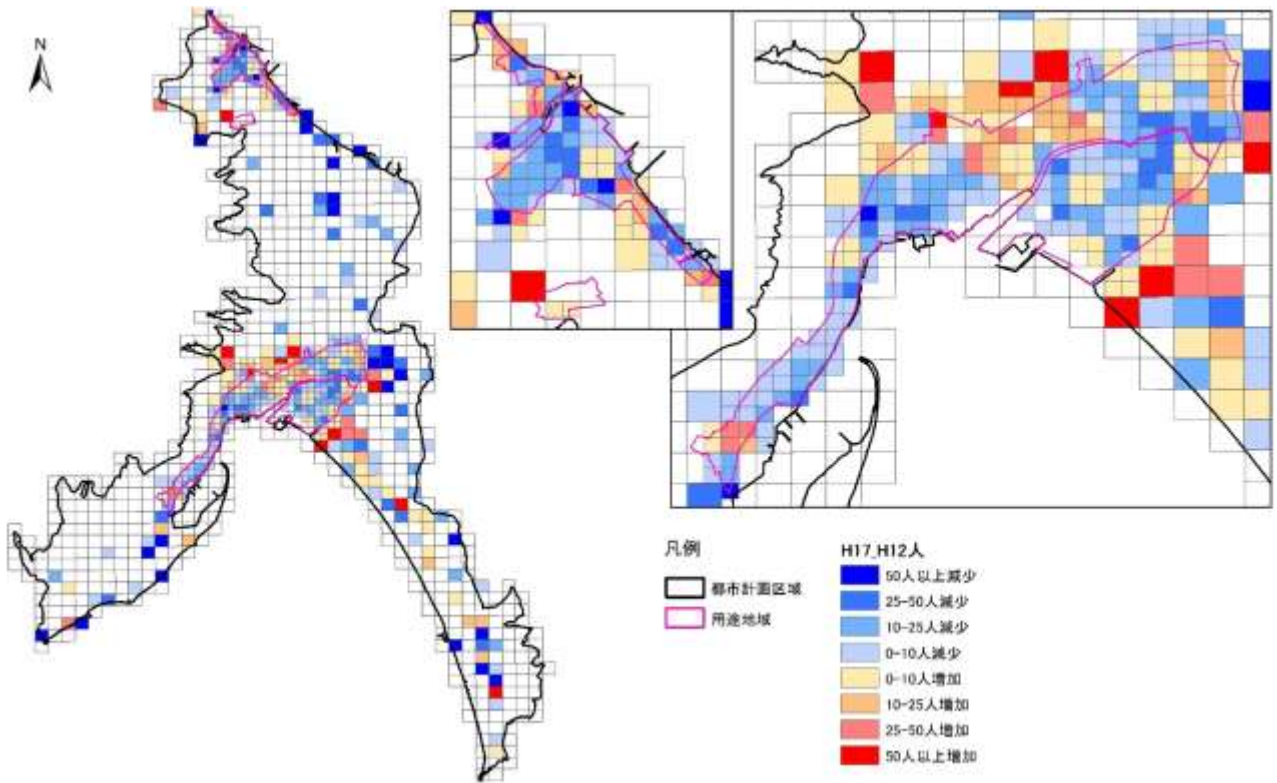 N
凡例
都市計画区域
用途地域
H17_H12人
50人以上減少
25-50人減少
10-25人減少
0-10人減少
0-10人増加
10-25人増加
25-50人増加
50人以上増加